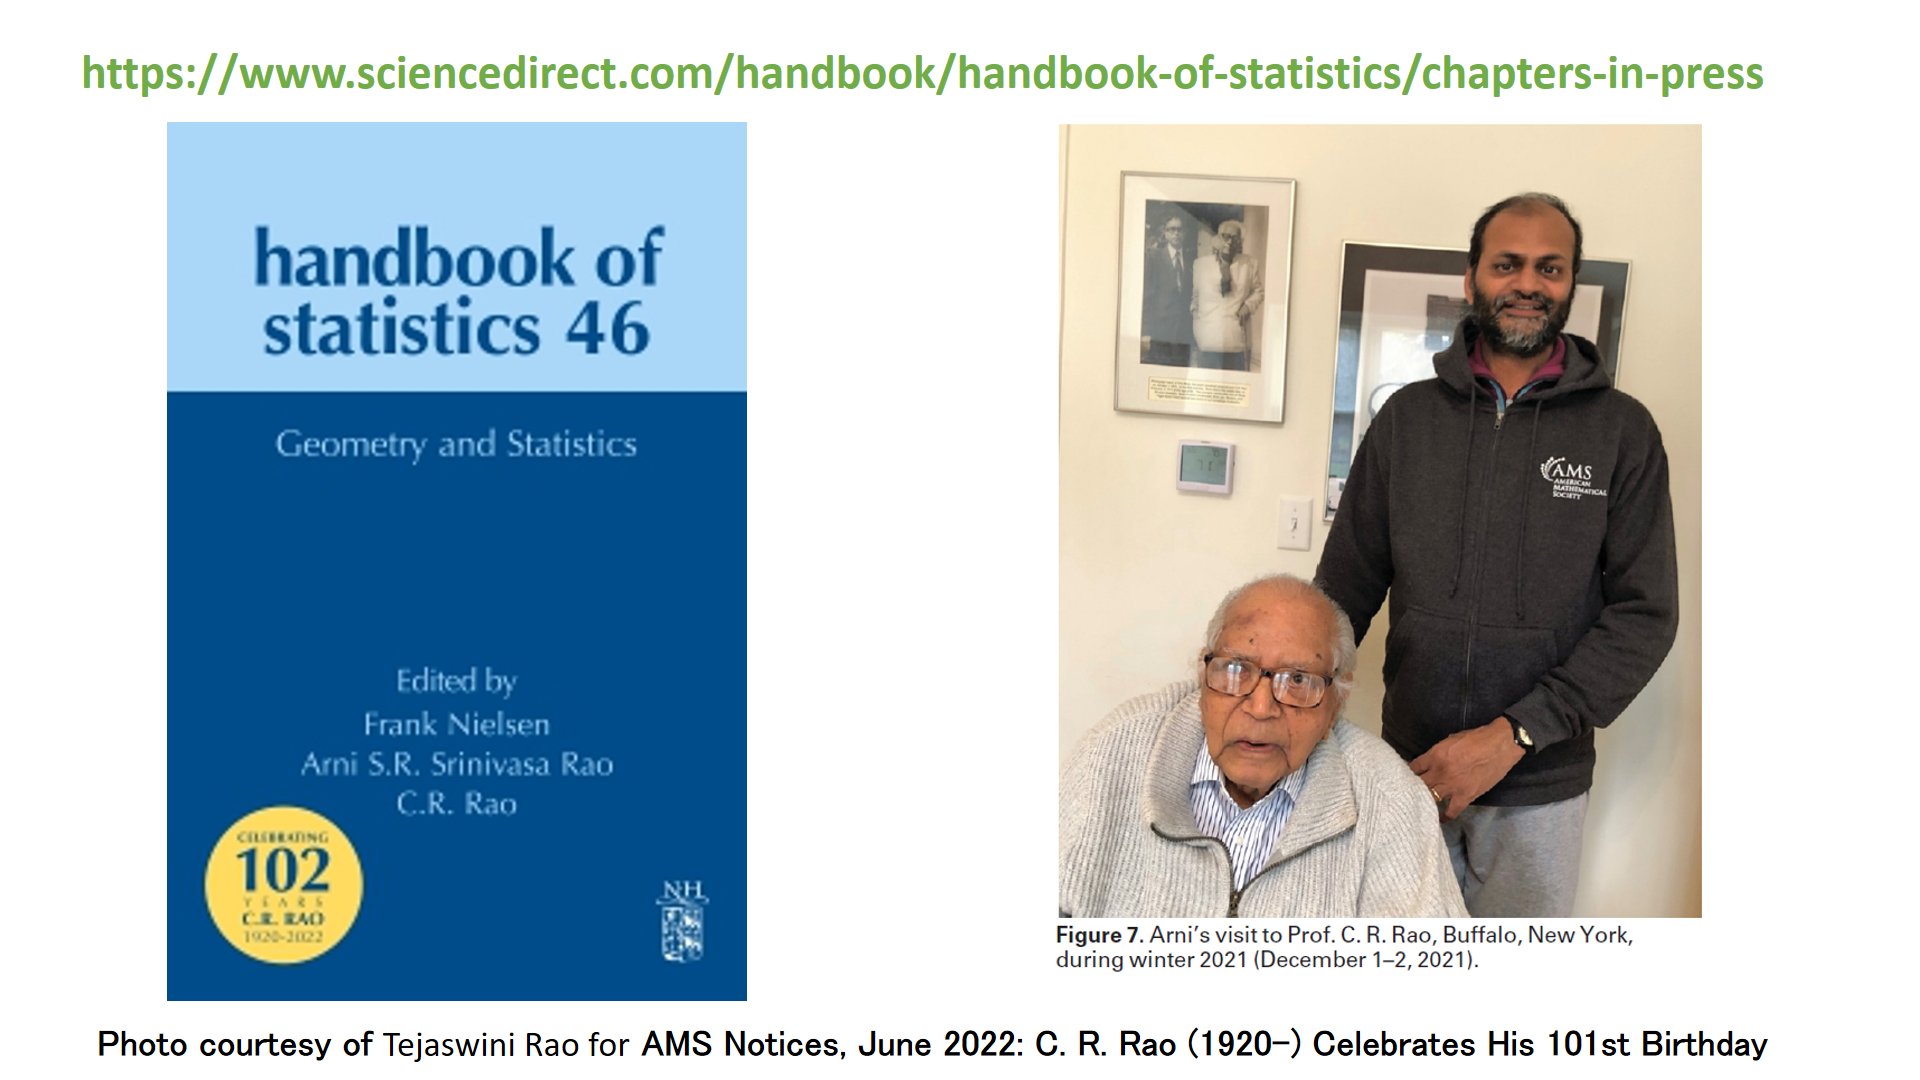 https://www.sciencedirect.com/handbook/handbook-of-statistics/chapters-in-press
handbook of
statistics 46
Geometry and Statistics
Edited by
Frank Nielsen
Arni S.R. Srinivasa Rao
C.R. Rao
CELEBRATING
102
YEARS
C.R. RAO
1920-2022
NH
AMS
AMERICAN
MATHEMATICAL
SOCIETY
Figure 7. Arni's visit to Prof. C. R. Rao, Buffalo, New York,
during winter 2021 (December 1–2, 2021).
Photo courtesy of Tejaswini Rao for AMS Notices, June 2022: C. R. Rao (1920–) Celebrates His 101st Birthday